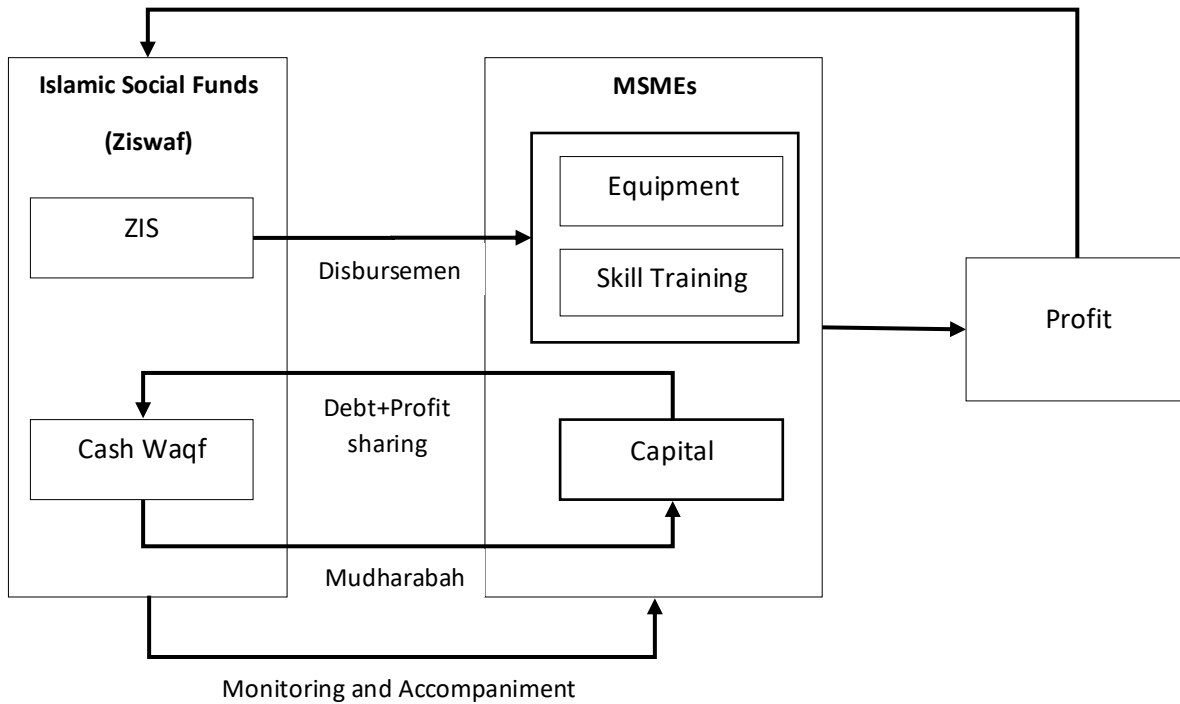 Islamic Social Funds
(Ziswaf)
MSMEs
Equipment
ZIS
Disbursemen
Skill Training
Profit
Debt+Profit
sharing
Cash Waqf
Capital
Mudharabah
Monitoring and Accompaniment